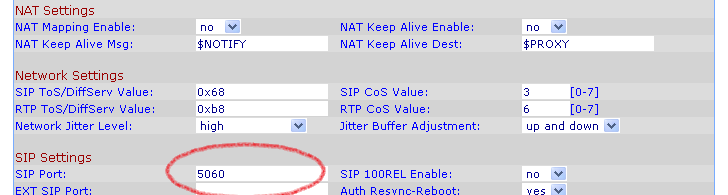 NAT Settings
NAT Mapping Enable: no NAT Keep Alive Enable: no
NAT Keep Alive Msg: $NOTIFY NAT Keep Alive Dest: $PROXY
Network Settings
SIP ToS/DiffServ Value: 0x68 SIP CoS Value: 3 [0-7]
RTP ToS/DiffServ Value: 0xb8 RTP CoS Value: 6 [0-7]
Network Jitter Level: high Jitter Buffer Adjustment: up and down
SIP Settings
SIP Port: 5060 SIP 100REL Enable: no
EXT SIP Port: Auth Resync-Reboot: yes